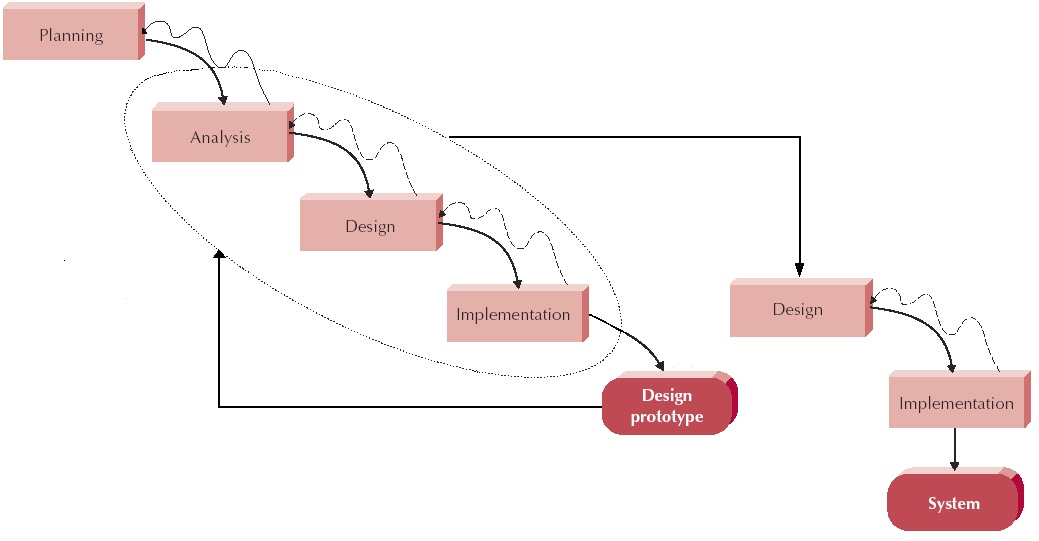 Planning
Analysis
Design
Implementation
Design
prototype
Design
Implementation
System